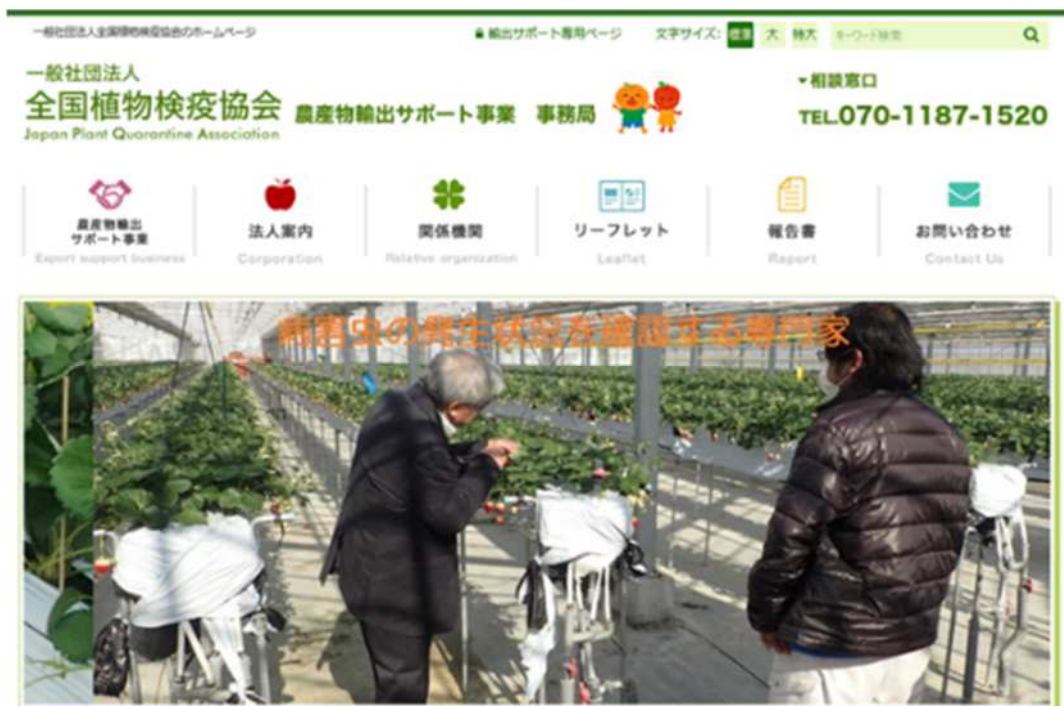 一般社団法人全国植物検疫協会のホームページ
輸出サポート専用ページ
文字サイズ: 標準 大 特大
キーワード検索
一般社団法人
全国植物検疫協会
Japan Plant Quarantine Association
農産物輸出サポート事業 事務局
相談窓口
TEL.070-1187-1520
農産物輸出
サポート事業
Export support business
法人案内
Corporation
関係機関
Relative organization
リーフレット
Leaflet
報告書
Report
お問い合わせ
Contact Us
病害虫の発生状況を確認する専門家